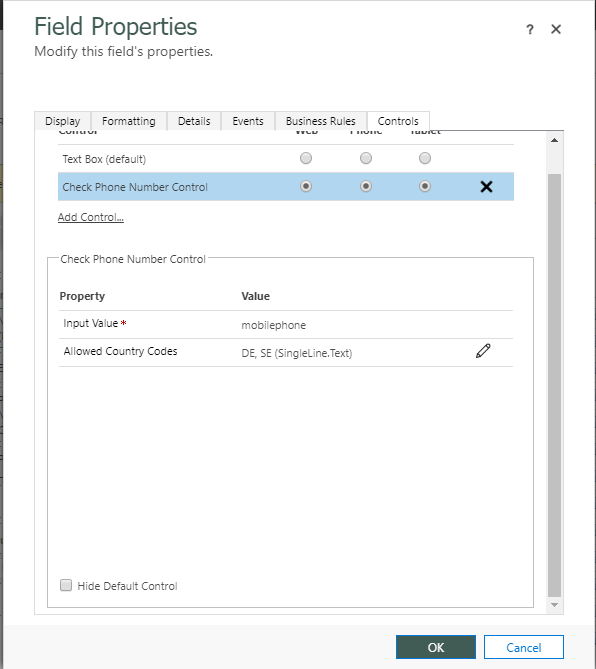 Field Properties
Modify this field's properties.
?
Display Formatting Details Events Business Rules Controls
Control Web Phone Tablet
Text Box (default)
Check Phone Number Control
Add Control...
Check Phone Number Control
Property Value
Input Value * mobilephone
Allowed Country Codes DE, SE (SingleLine.Text)
Hide Default Control
OK Cancel